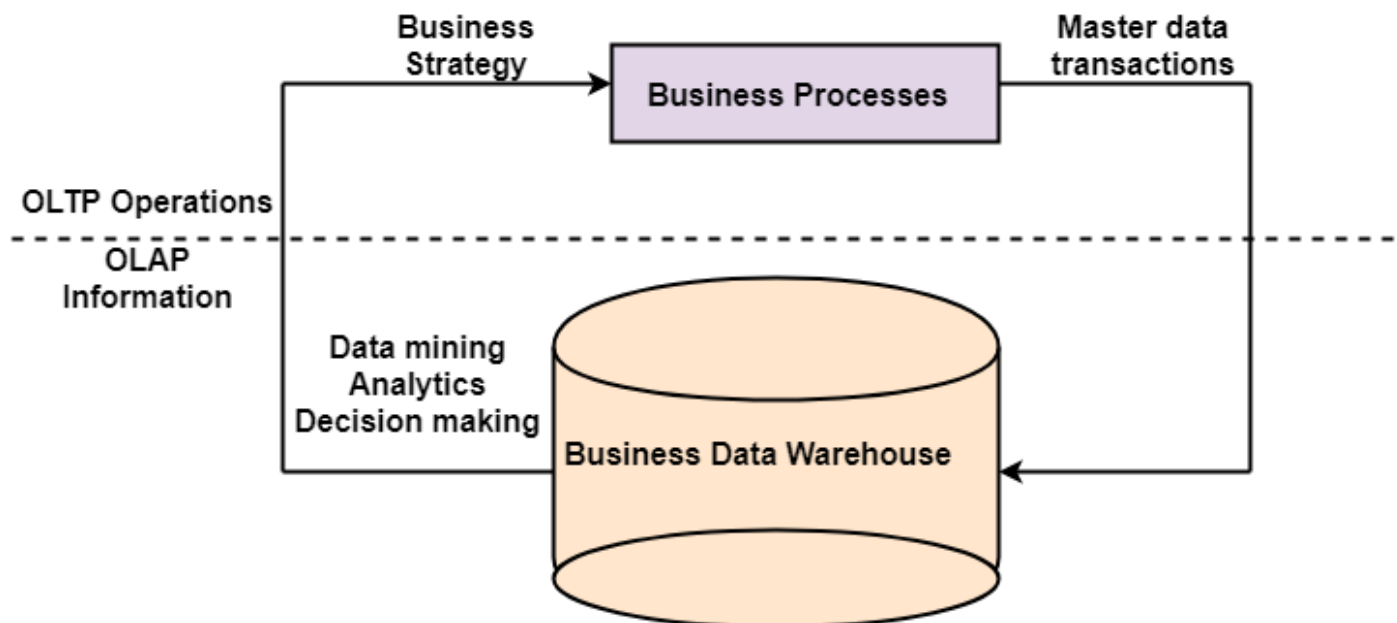 Business
Strategy
Business Processes
Master data
transactions
OLTP Operations
OLAP
Information
Data mining
Analytics
Decision making
Business Data Warehouse